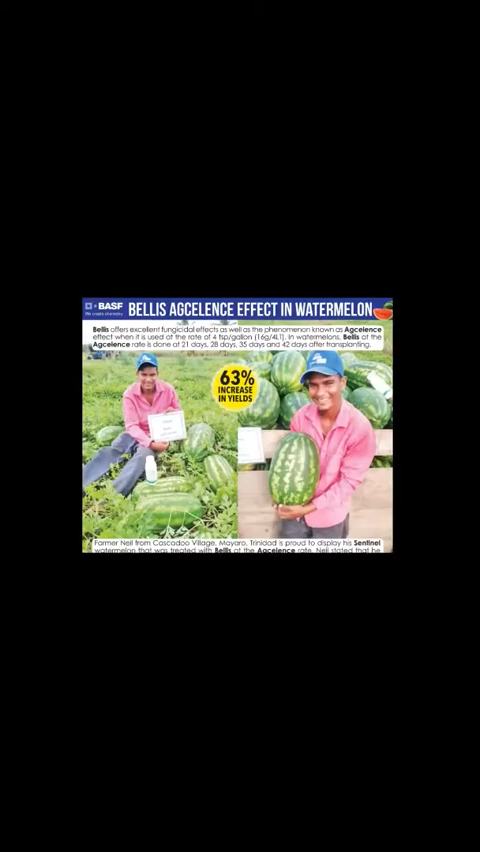 BASF
We create chemistry
BELLIS AGCELENCE EFFECT IN WATERMELON
Bellis offers excellent fungicidal effects as well as the phenomenon known as Agcelence
effect when it is used at the rate of 4 tsp/gallon (16g/4L). In watermelons, Bellis at the
Agcelence rate is done at 21 days, 28 days, 35 days and 42 days after transplanting.
63%
INCREASE
IN YIELDS
Farmer Neil from Cascadoo Village, Mayaro, Trinidad is proud to display his Sentinel
watermelon that was treated with Bellis at the Agcelence rate. Neil stated that he